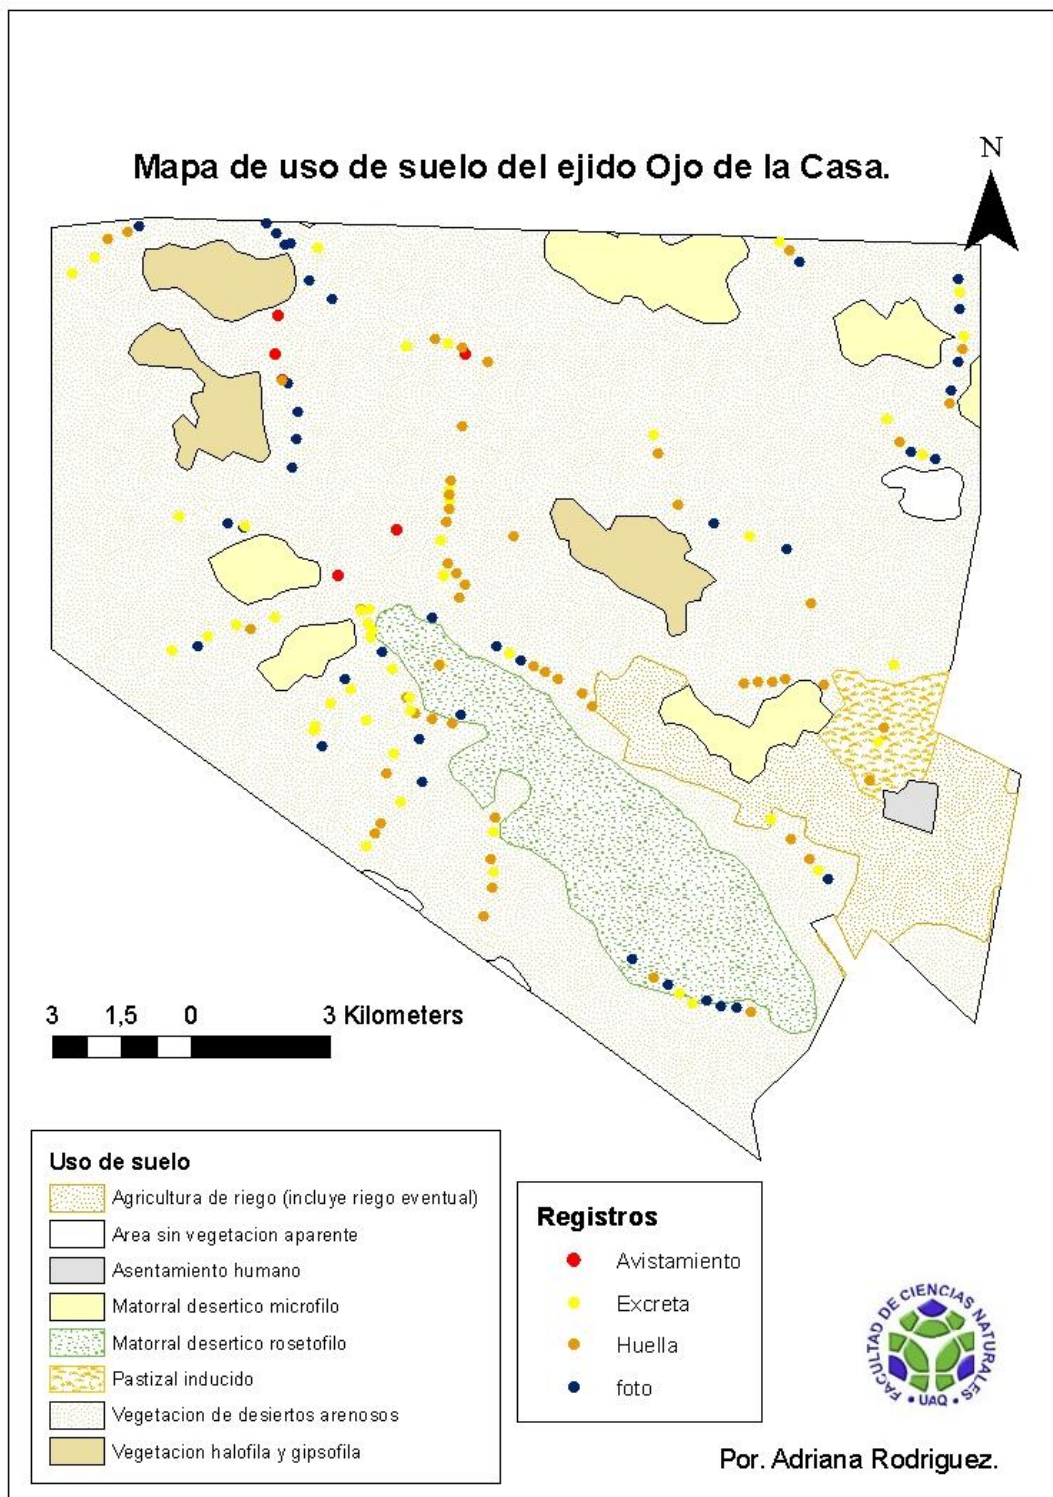 N
Mapa de uso de suelo del ejido Ojo de la Casa.
3 1,5 0 3 Kilometers
Uso de suelo
Agricultura de riego (incluye riego eventual)
Area sin vegetacion aparente
Asentamiento humano
Matorral desertico microfilo
Matorral desertico rosetofilo
Pastizal inducido
Vegetacion de desiertos arenosos
Vegetacion halofila y gipsofila
Registros
Avistamiento
Excreta
Huella
foto
FACULTAD DE CIENCIAS NATURALES
• UAQ •
Por. Adriana Rodriguez.